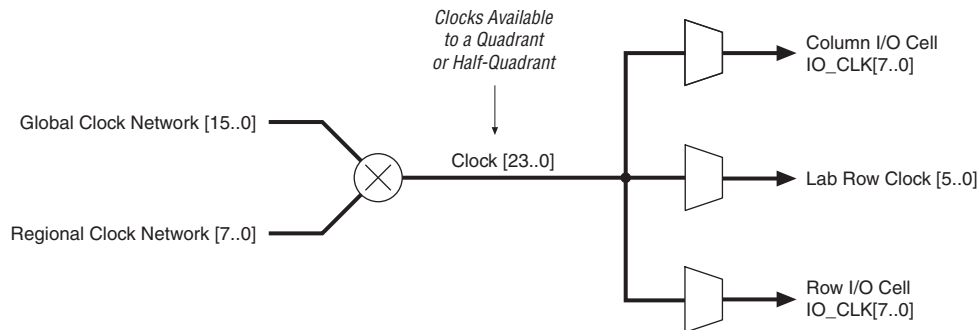 Clocks Available
to a Quadrant
or Half-Quadrant
Column I/O Cell
IO_CLK[7..0]
Global Clock Network [15..0]
Clock [23..0]
Lab Row Clock [5..0]
Regional Clock Network [7..0]
Row I/O Cell
IO_CLK[7..0]